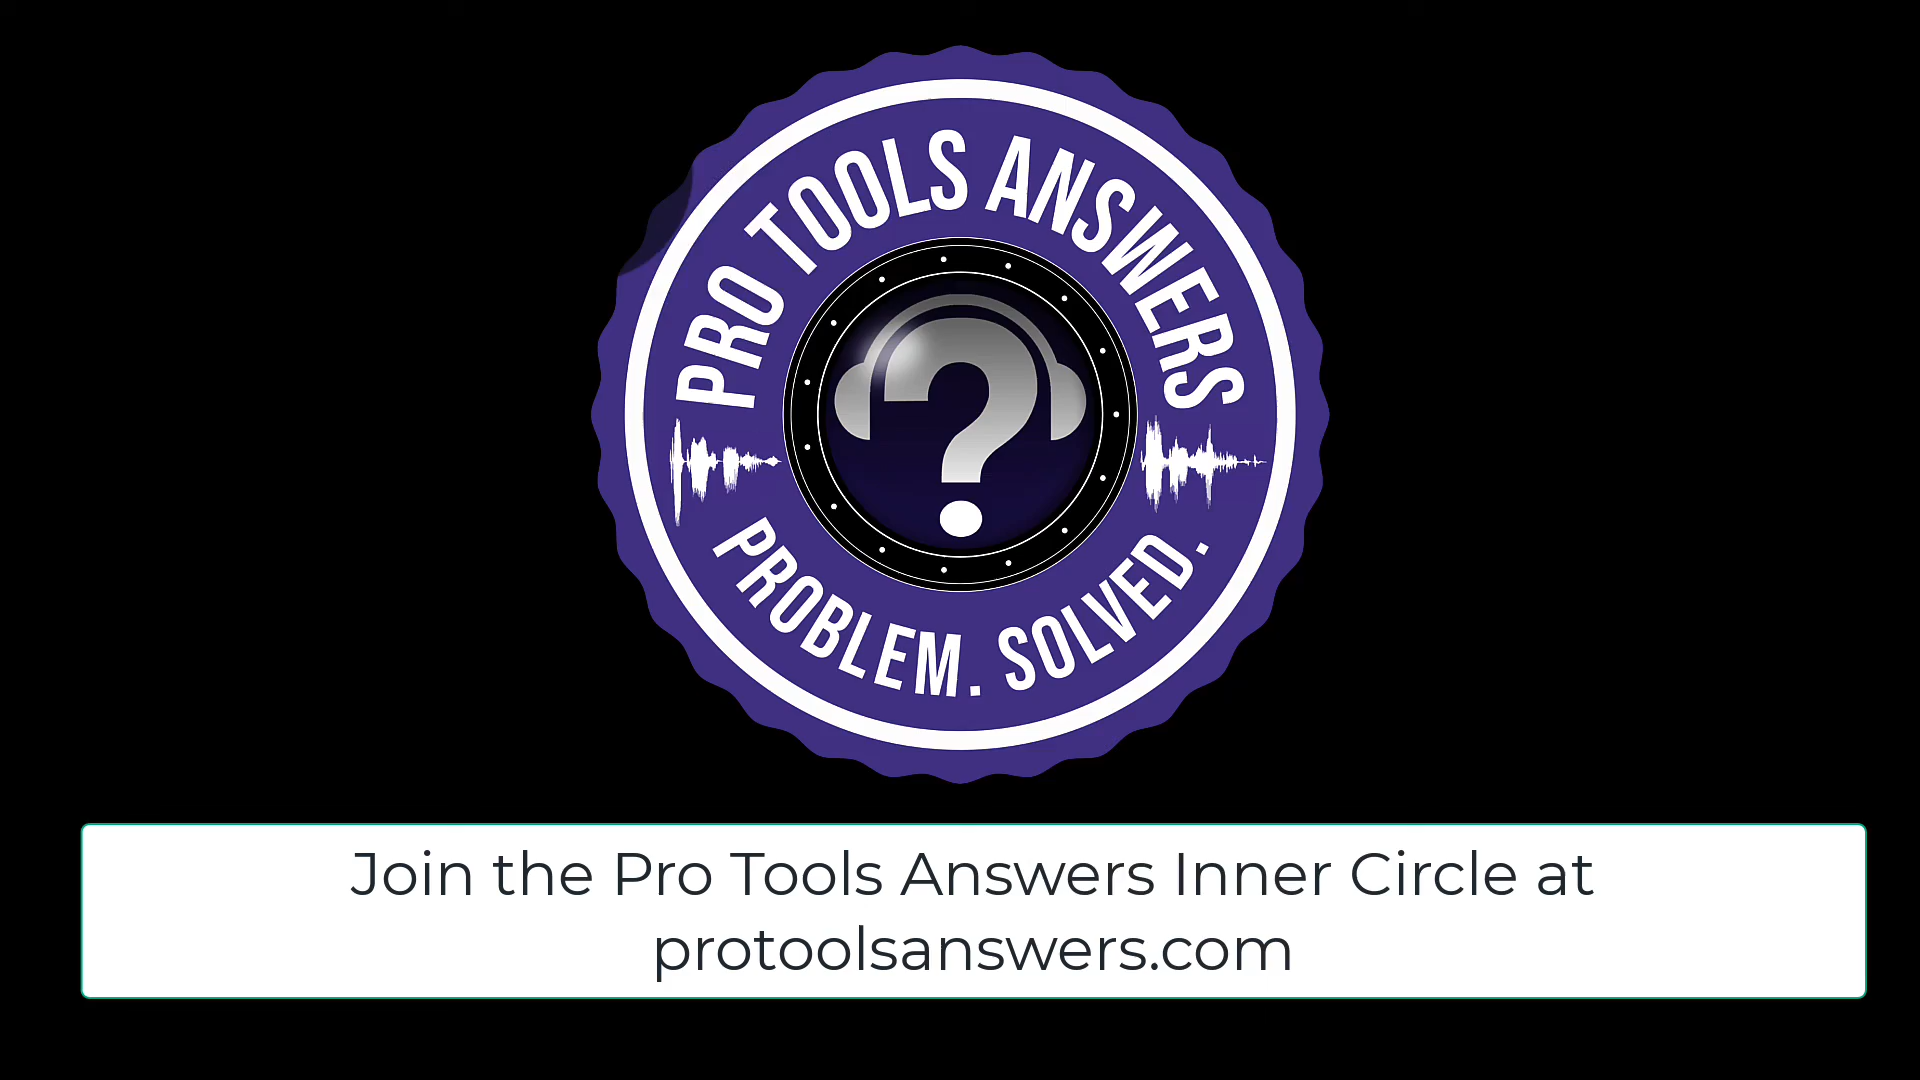 PRO TOOLS ANSWERS
?
PROBLEM. SOLVED.
Join the Pro Tools Answers Inner Circle at
protoolsanswers.com